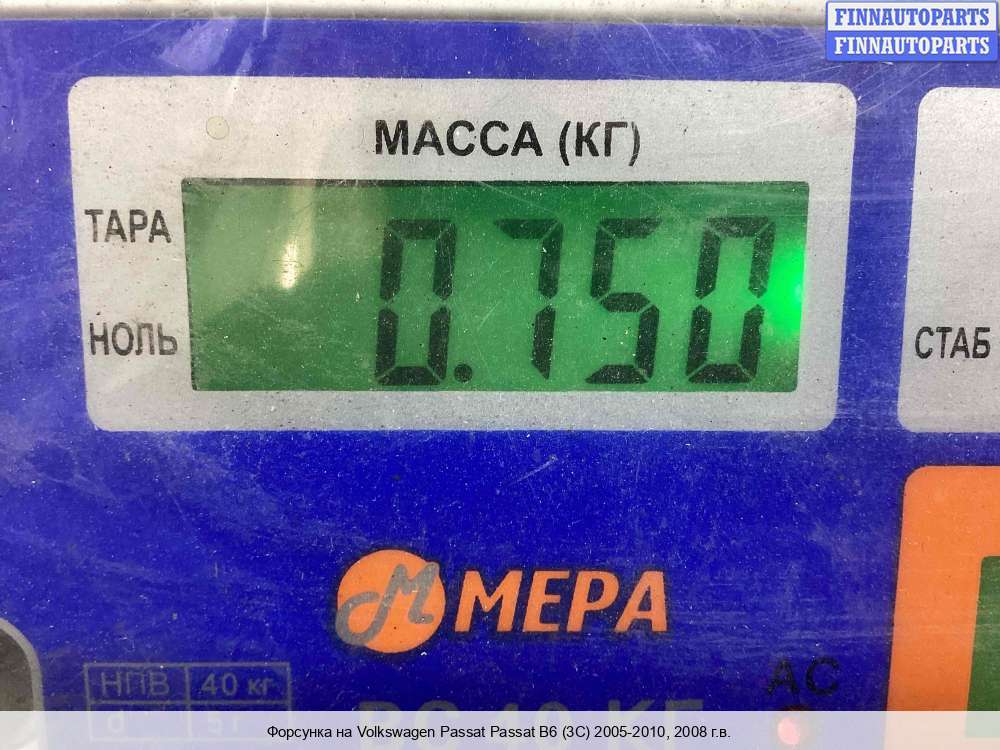 FINNAUTOPARTS
FINNAUTOPARTS
МАССА (КГ)
ТАРА
0.750
НОЛЬ
СТАБ
МЕРА
НПВ 40 кг
d 5 г
АС
Форсунка на Volkswagen Passat Passat B6 (3C) 2005-2010, 2008 г.в.